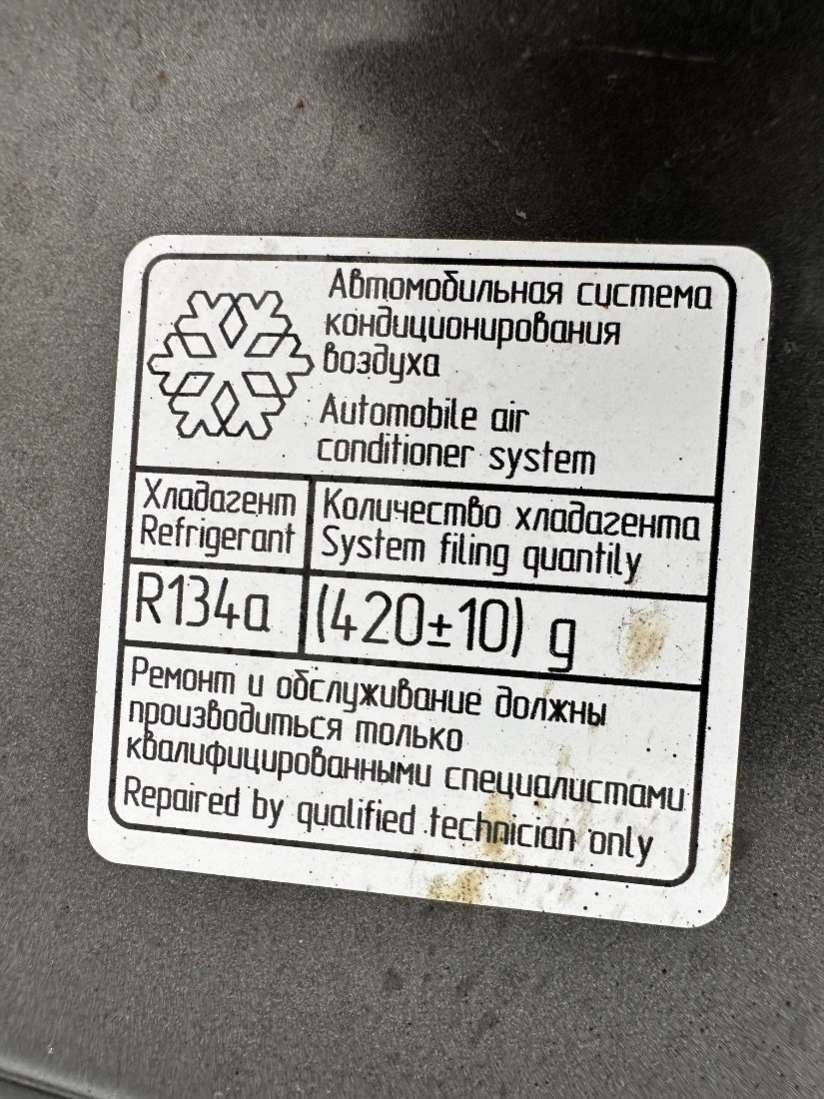 Автомобильная система
кондиционирования
воздуха
Automobile air
conditioner system
Хладагент
Refrigerant
Количество хладагента
System filing quantily
R134a
(420±10) g
Ремонт и обслуживание должны
производиться только
квалифицированными специалистами
Repaired by qualified technician only